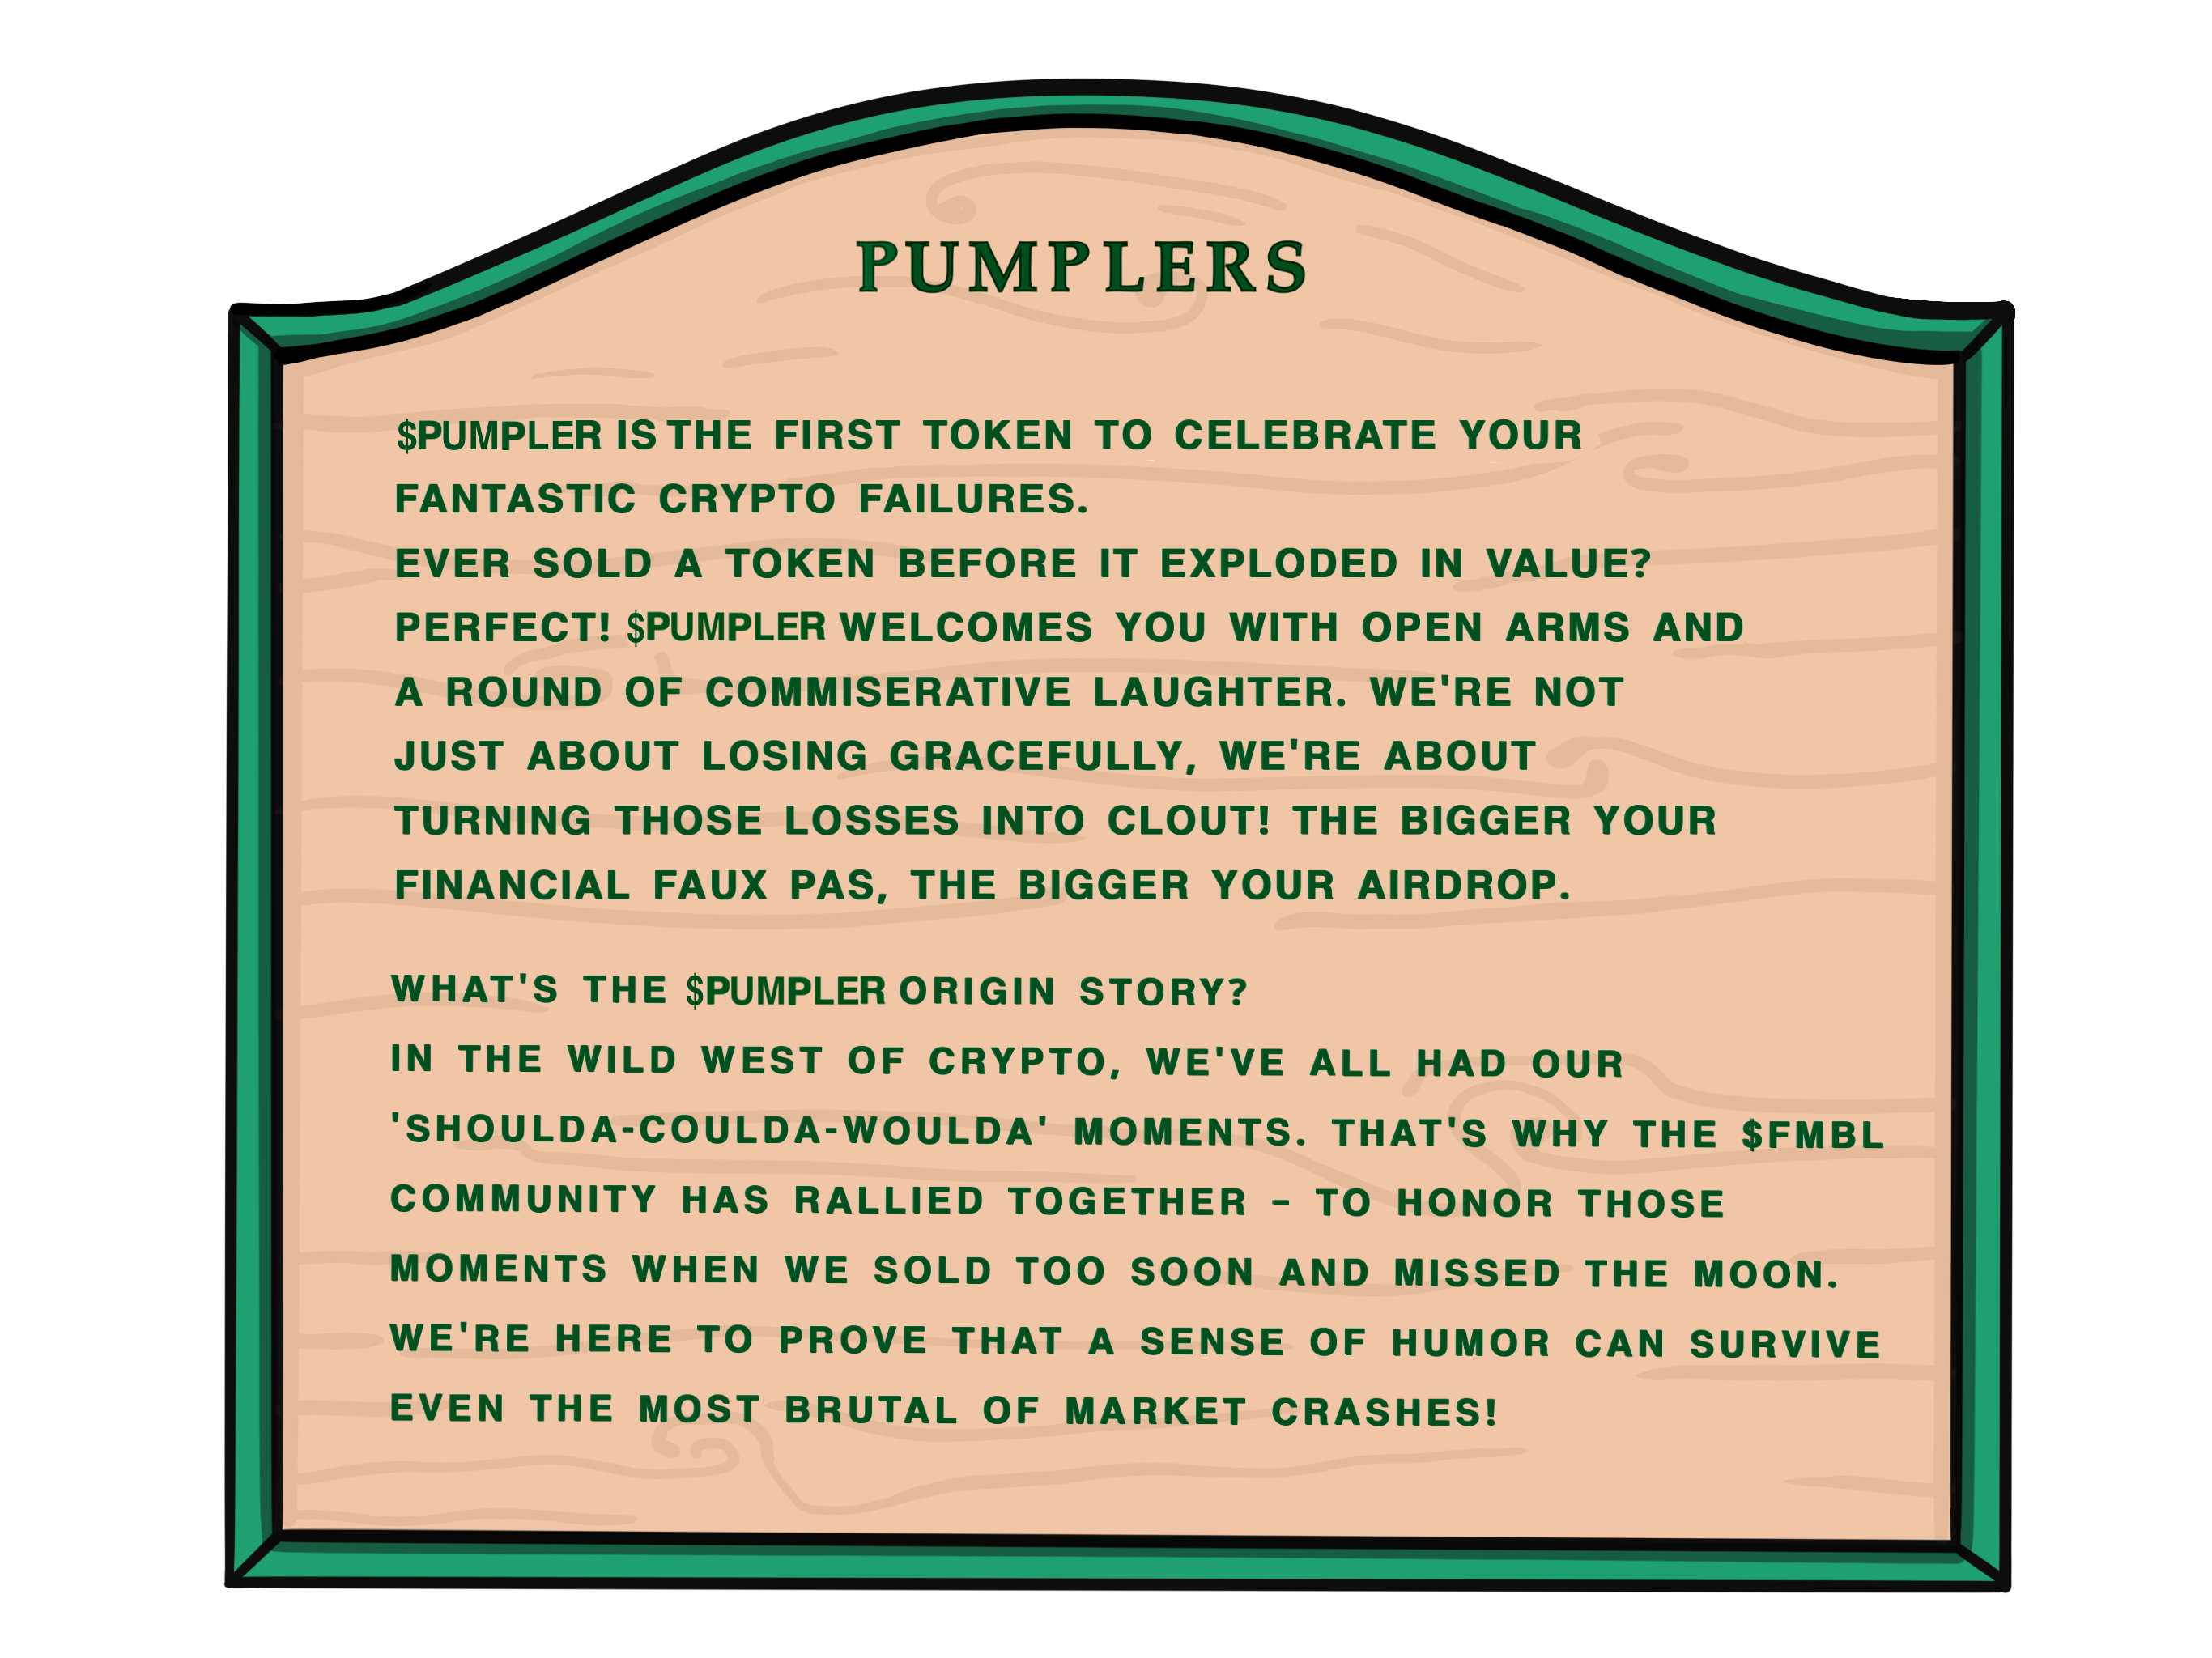 PUMPLERS
$PUMPLER IS THE FIRST TOKEN TO CELEBRATE YOUR
FANTASTIC CRYPTO FAILURES.
EVER SOLD A TOKEN BEFORE IT EXPLODED IN VALUE?
PERFECT! $PUMPLER WELCOMES YOU WITH OPEN ARMS AND
A ROUND OF COMMISERATIVE LAUGHTER. WE'RE NOT
JUST ABOUT LOSING GRACEFULLY, WE'RE ABOUT
TURNING THOSE LOSSES INTO CLOUT! THE BIGGER YOUR
FINANCIAL FAUX PAS, THE BIGGER YOUR AIRDROP.
WHAT'S THE $PUMPLER ORIGIN STORY?
IN THE WILD WEST OF CRYPTO, WE'VE ALL HAD OUR
'SHOULDA-COULDA-WOULDA' MOMENTS. THAT'S WHY THE $FMBL
COMMUNITY HAS RALLIED TOGETHER – TO HONOR THOSE
MOMENTS WHEN WE SOLD TOO SOON AND MISSED THE MOON.
WE'RE HERE TO PROVE THAT A SENSE OF HUMOR CAN SURVIVE
EVEN THE MOST BRUTAL OF MARKET CRASHES!